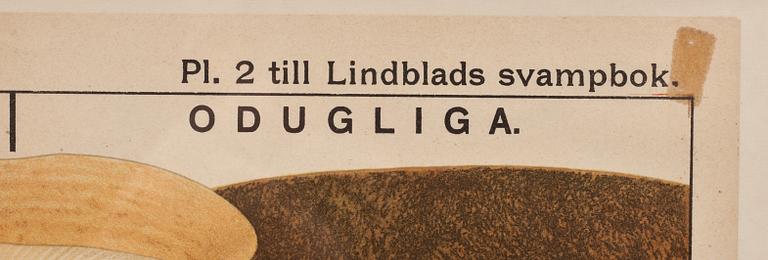 Pl. 2 till Lindblads svampbok.
ODUGLIGA.